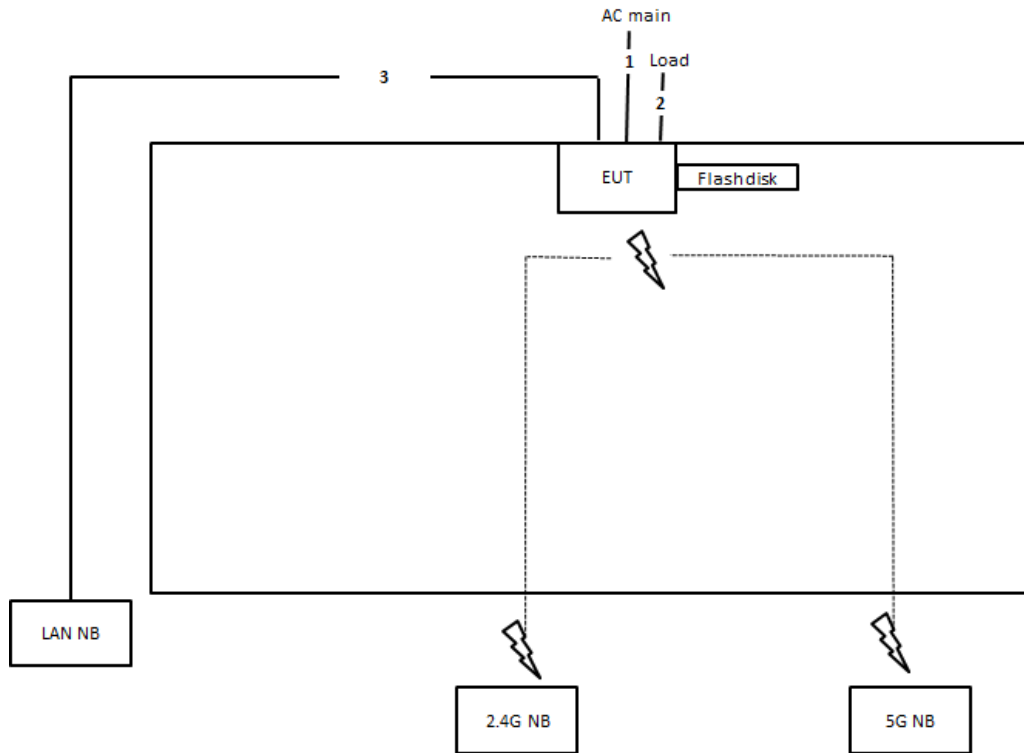 AC main
1
Load
3
2
EUT
Flashdisk
LAN NB
2.4G NB
5G NB